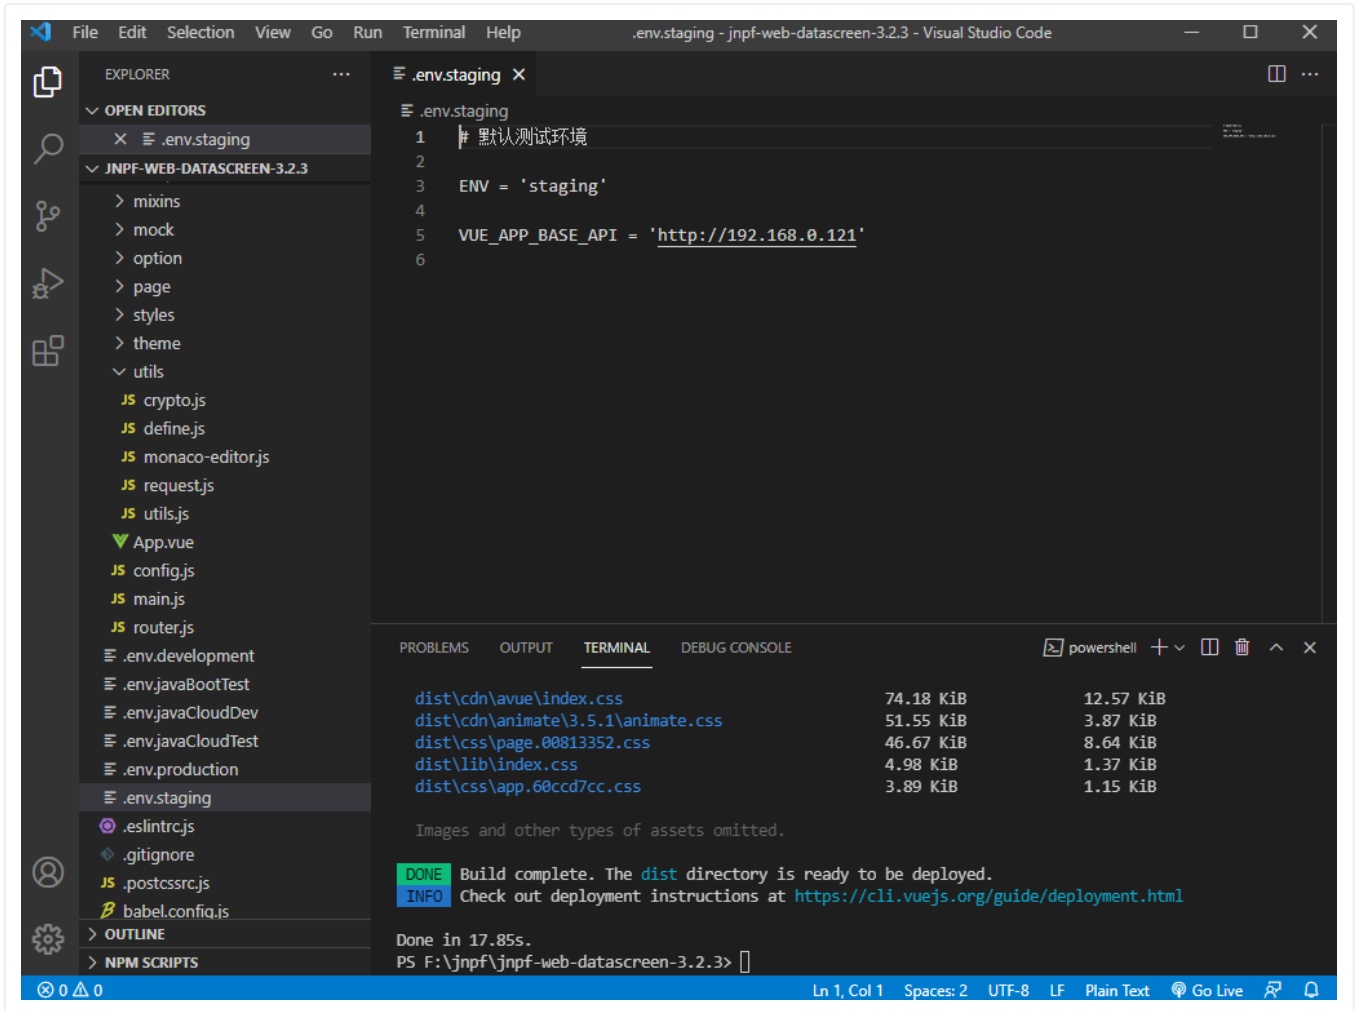 File Edit Selection View Go Run Terminal Help .env.staging - jnpf-web-datascreen-3.2.3 - Visual Studio Code
EXPLORER
OPEN EDITORS
.env.staging
JNPF-WEB-DATASCREEN-3.2.3
mixins
mock
option
page
styles
theme
utils
JS crypto.js
JS define.js
JS monaco-editor.js
JS request.js
JS utils.js
App.vue
JS config.js
JS main.js
JS router.js
.env.development
.env.javaBootTest
.env.javaCloudDev
.env.javaCloudTest
.env.production
.env.staging
.eslintrc.js
.gitignore
JS .postcssrc.js
babel.config.js
OUTLINE
NPM SCRIPTS
.env.staging
.env.staging
1 # 默认测试环境
2
3 ENV = 'staging'
4
5 VUE_APP_BASE_API = 'http://192.168.0.121'
6
PROBLEMS OUTPUT TERMINAL DEBUG CONSOLE powershell
dist\cdn\avue\index.css 74.18 KiB 12.57 KiB
dist\cdn\animate\3.5.1\animate.css 51.55 KiB 3.87 KiB
dist\css\page.00813352.css 46.67 KiB 8.64 KiB
dist\lib\index.css 4.98 KiB 1.37 KiB
dist\css\app.60ccd7cc.css 3.89 KiB 1.15 KiB
Images and other types of assets omitted.
DONE Build complete. The dist directory is ready to be deployed.
INFO Check out deployment instructions at https://cli.vuejs.org/guide/deployment.html
Done in 17.85s.
PS F:\jnpf\jnpf-web-datascreen-3.2.3>
0 0 Ln 1, Col 1 Spaces: 2 UTF-8 LF Plain Text Go Live